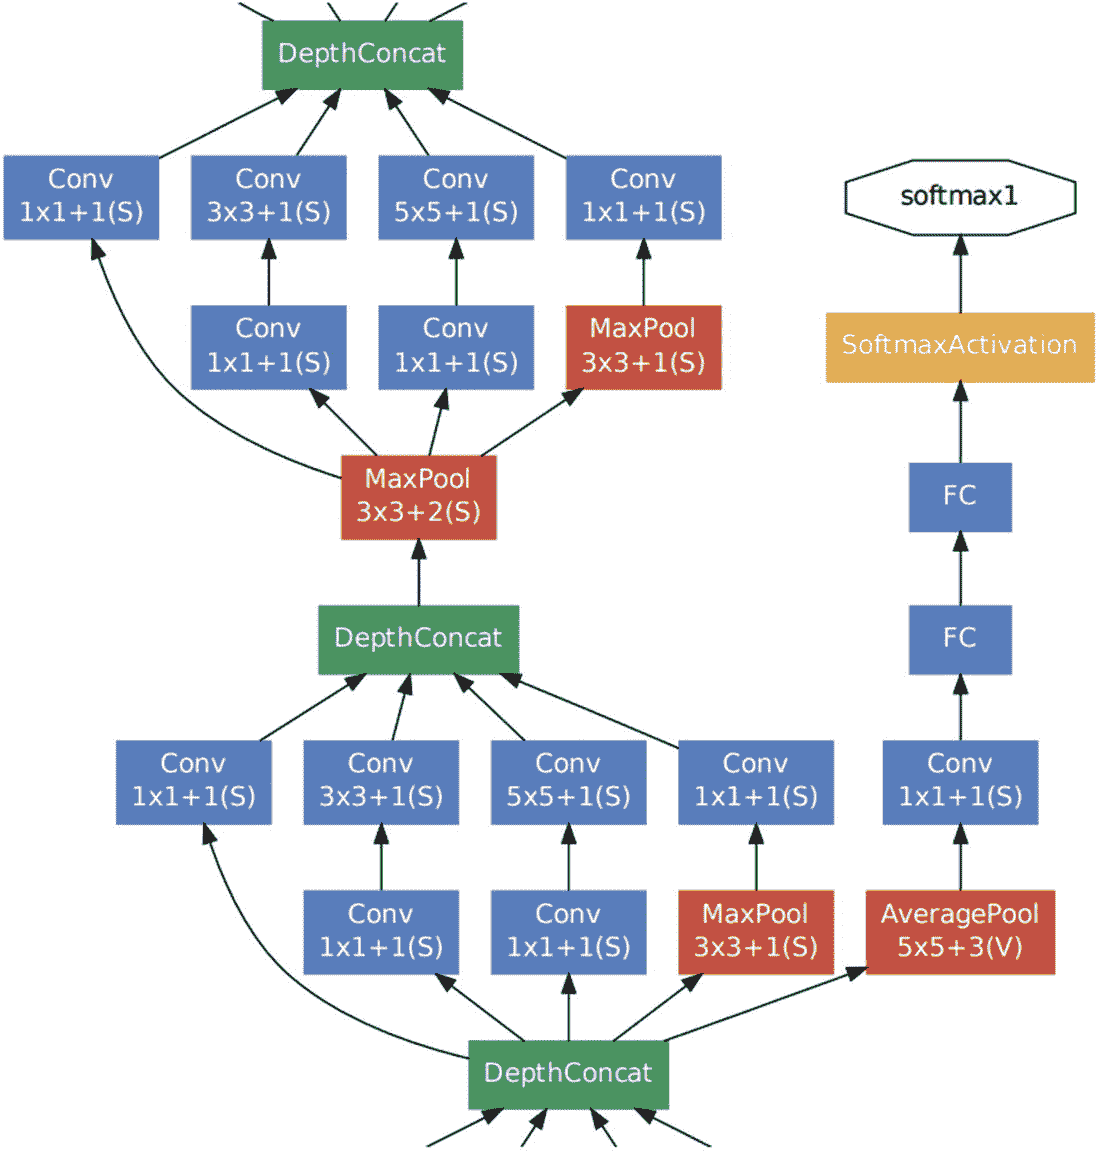 DepthConcat
Conv
1x1+1(S)
Conv
3x3+1(S)
Conv
5x5+1(S)
Conv
1x1+1(S)
softmax1
Conv
1x1+1(S)
Conv
1x1+1(S)
MaxPool
3x3+1(S)
SoftmaxActivation
MaxPool
3x3+2(S)
FC
DepthConcat
FC
Conv
1x1+1(S)
Conv
3x3+1(S)
Conv
5x5+1(S)
Conv
1x1+1(S)
Conv
1x1+1(S)
Conv
1x1+1(S)
Conv
1x1+1(S)
MaxPool
3x3+1(S)
AveragePool
5x5+3(V)
DepthConcat